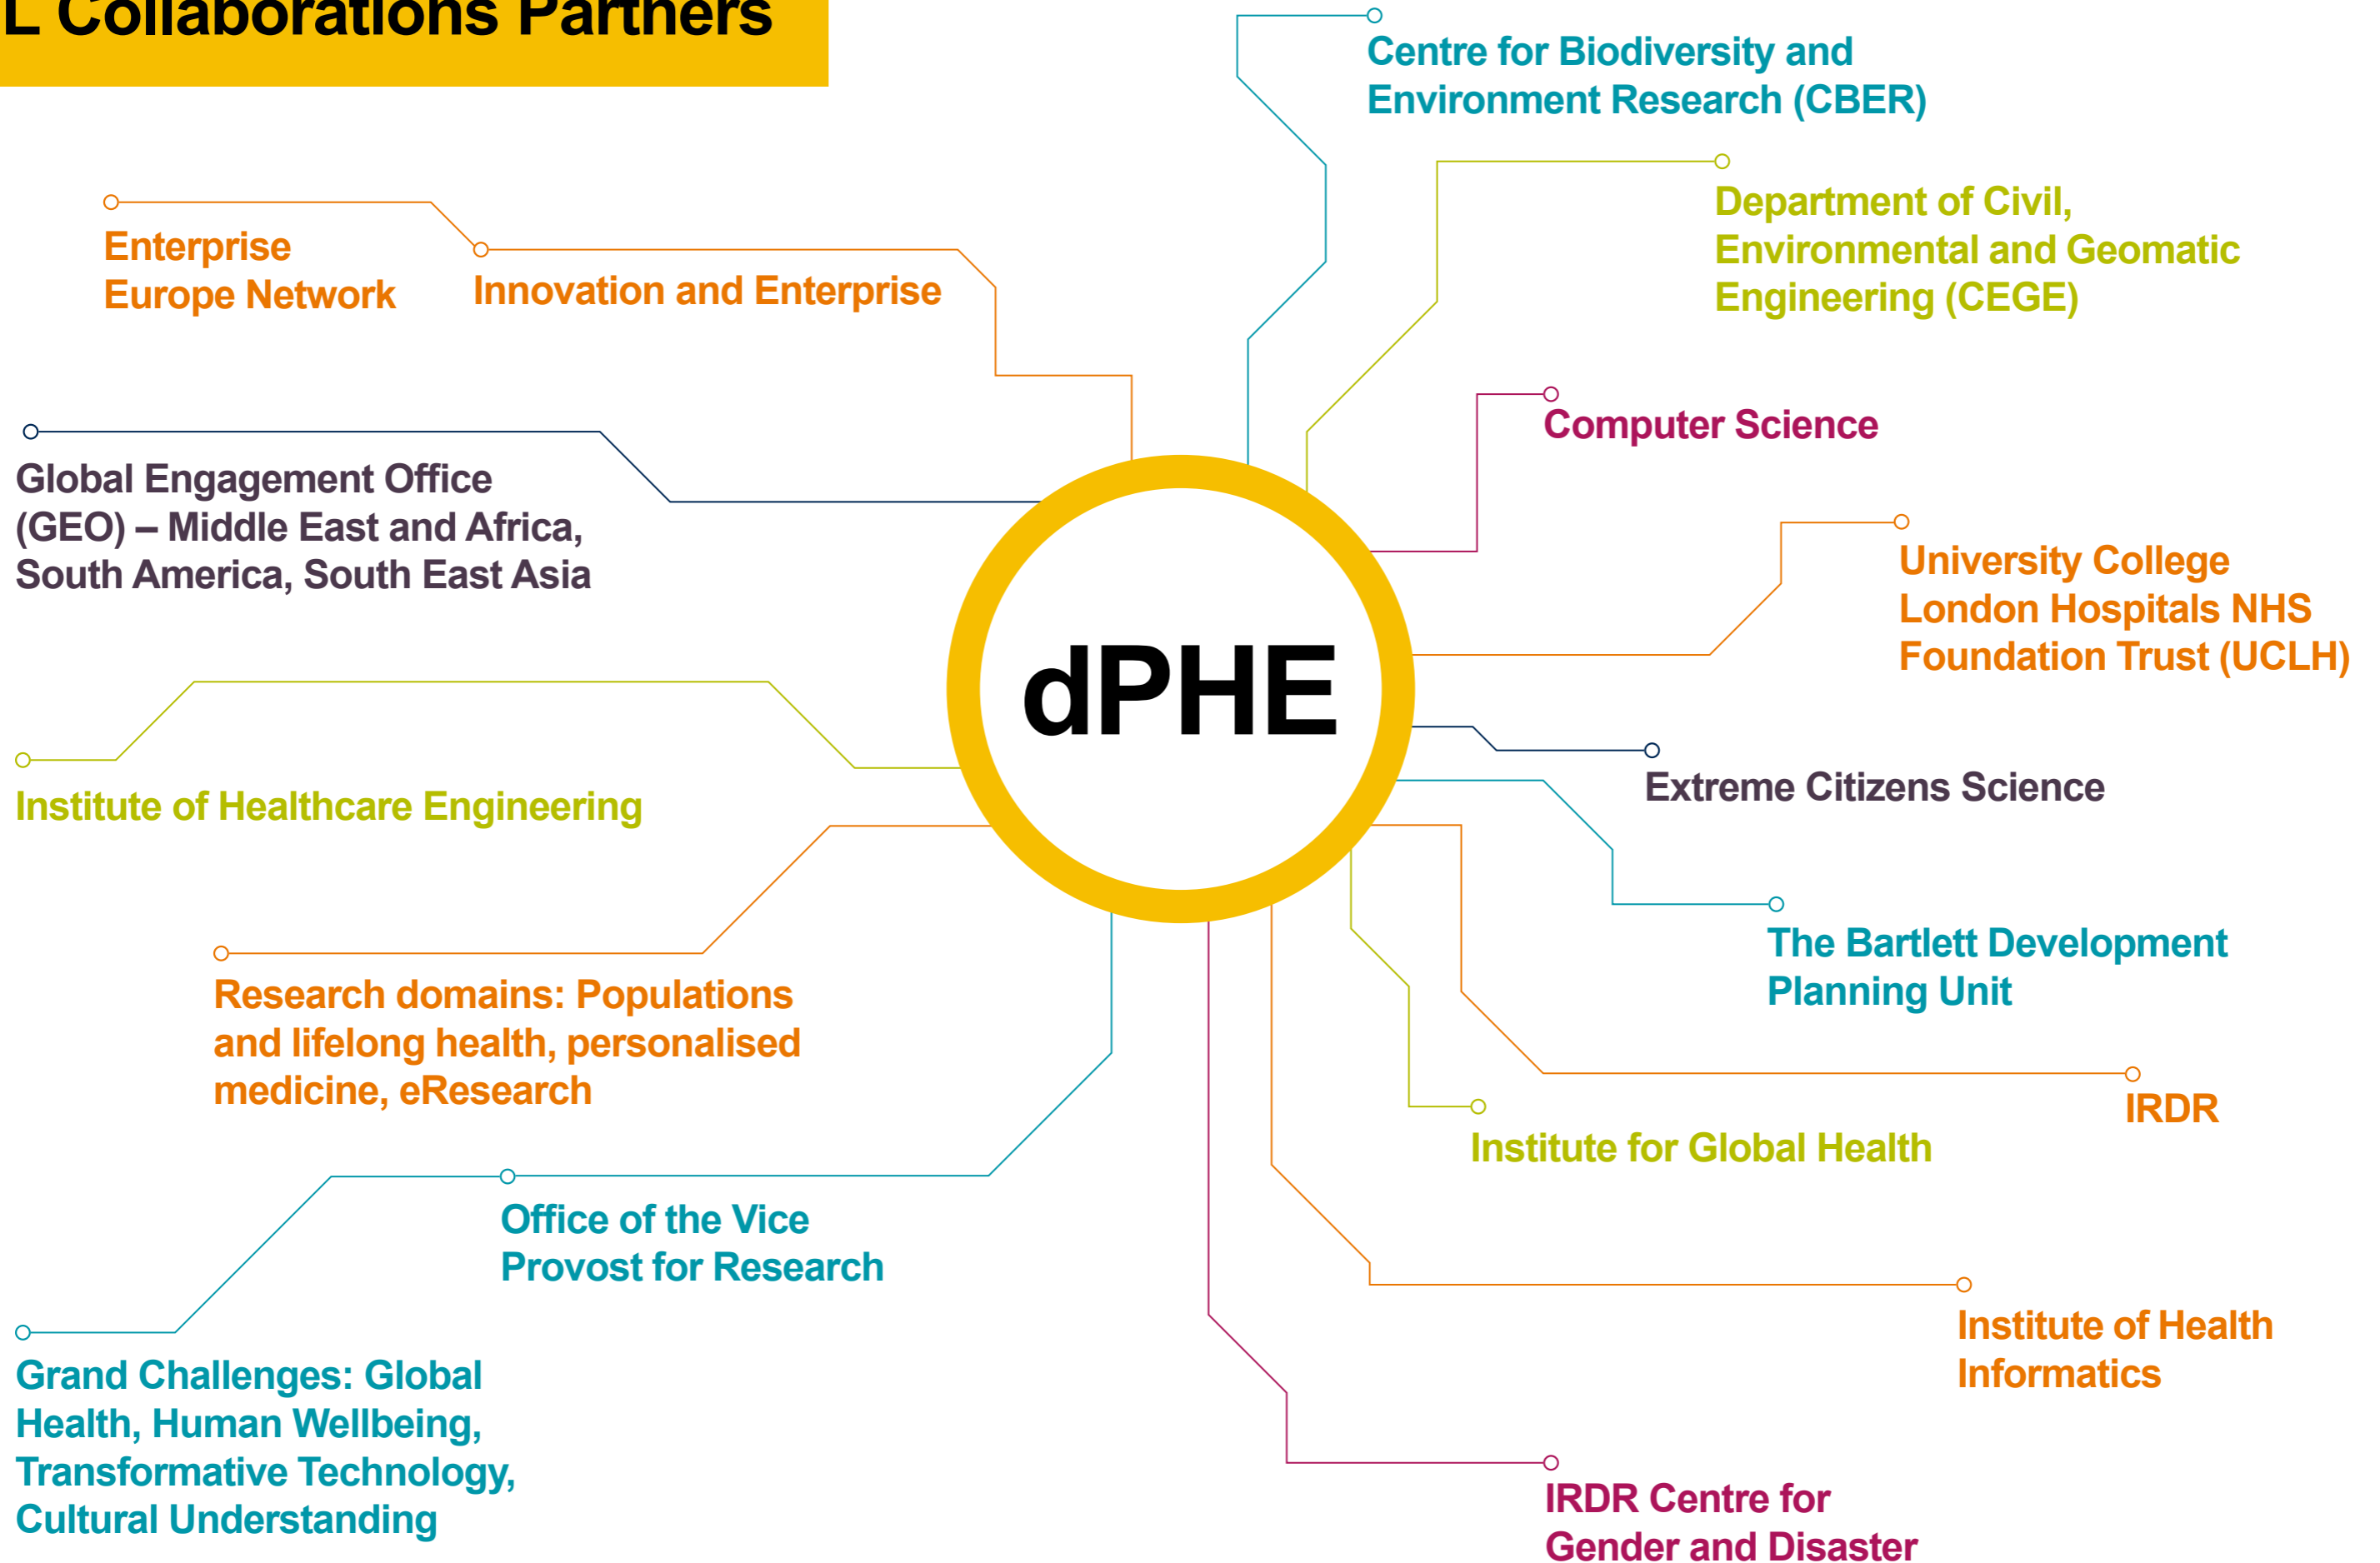 L Collaborations Partners
Centre for Biodiversity and
Environment Research (CBER)
Department of Civil,
Environmental and Geomatic
Engineering (CEGE)
Enterprise
Europe Network
Innovation and Enterprise
Computer Science
Global Engagement Office
(GEO) – Middle East and Africa,
South America, South East Asia
University College
London Hospitals NHS
Foundation Trust (UCLH)
dPHE
Extreme Citizens Science
Institute of Healthcare Engineering
The Bartlett Development
Planning Unit
Research domains: Populations
and lifelong health, personalised
medicine, eResearch
IRDR
Institute for Global Health
Office of the Vice
Provost for Research
Institute of Health
Informatics
Grand Challenges: Global
Health, Human Wellbeing,
Transformative Technology,
Cultural Understanding
IRDR Centre for
Gender and Disaster